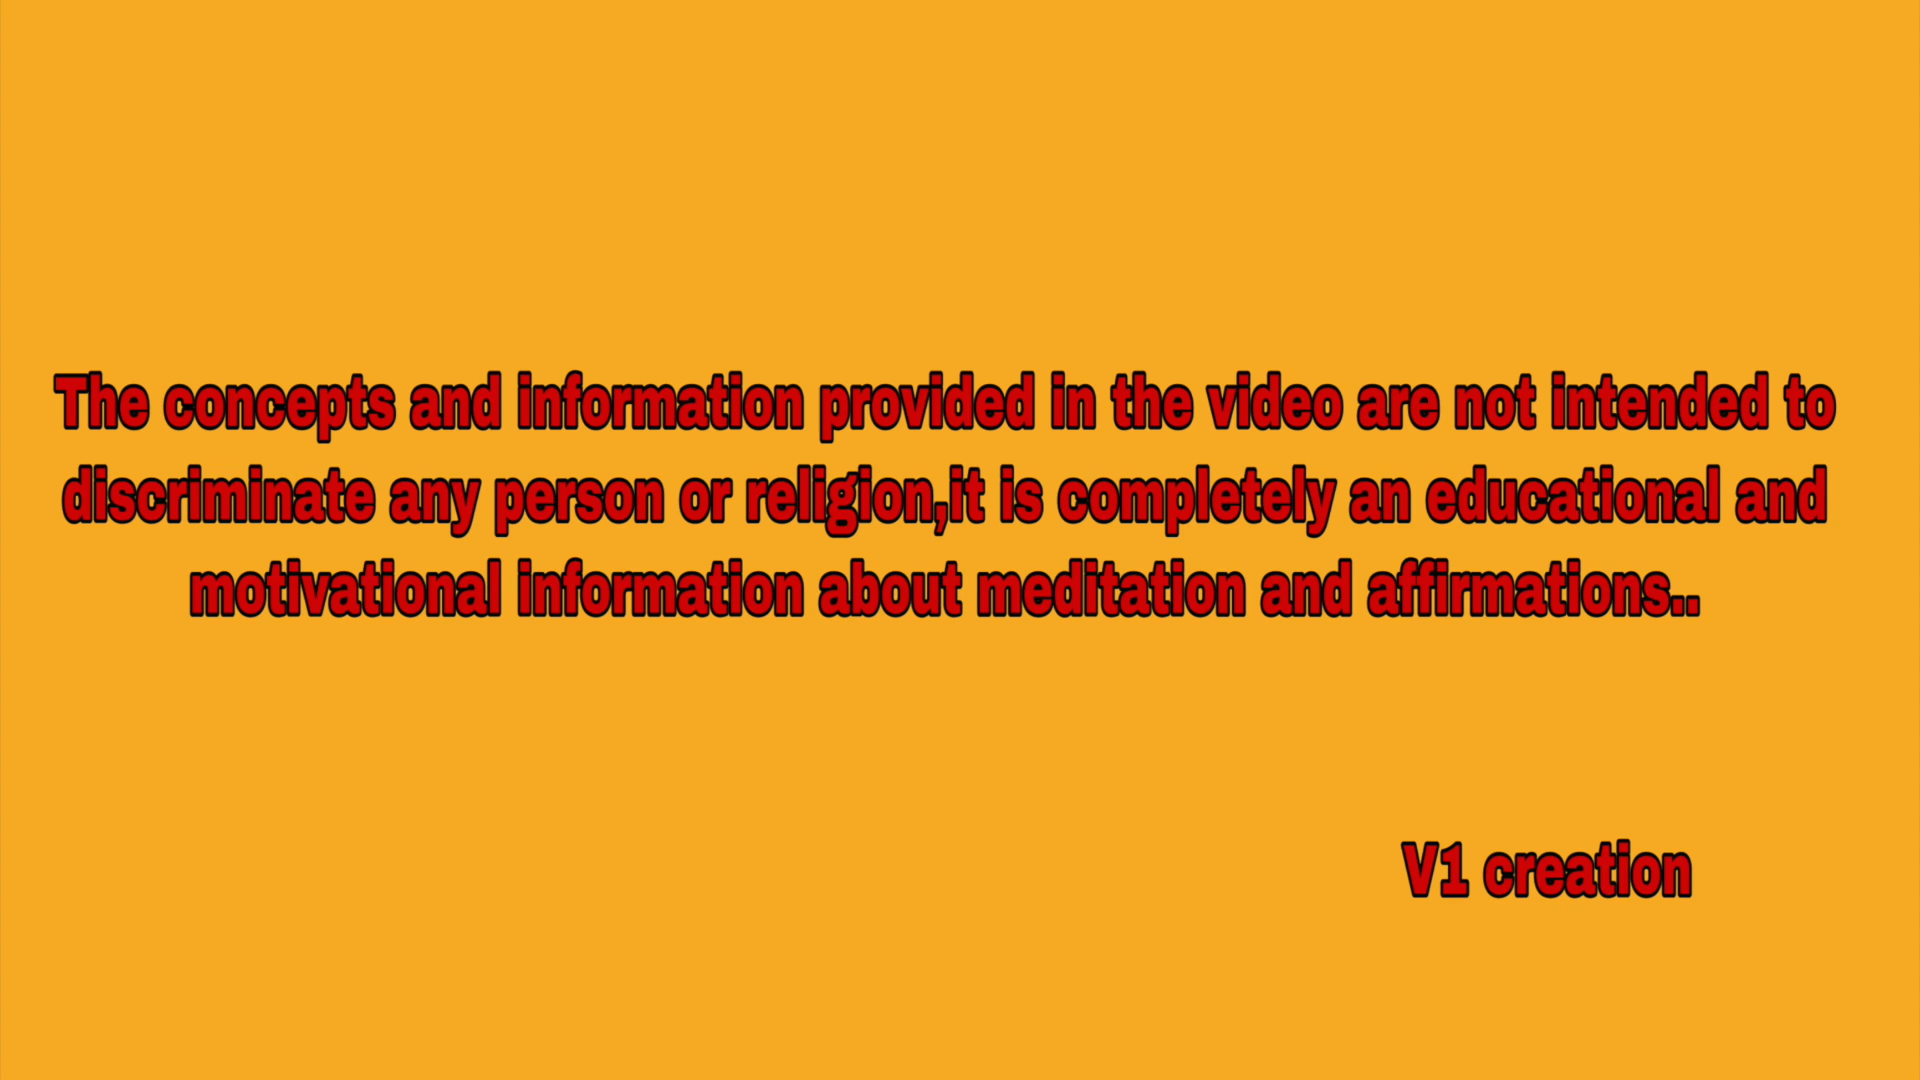 The concepts and information provided in the video are not intended to
discriminate any person or religion,it is completely an educational and
motivational information about meditation and affirmations..
V1 creation